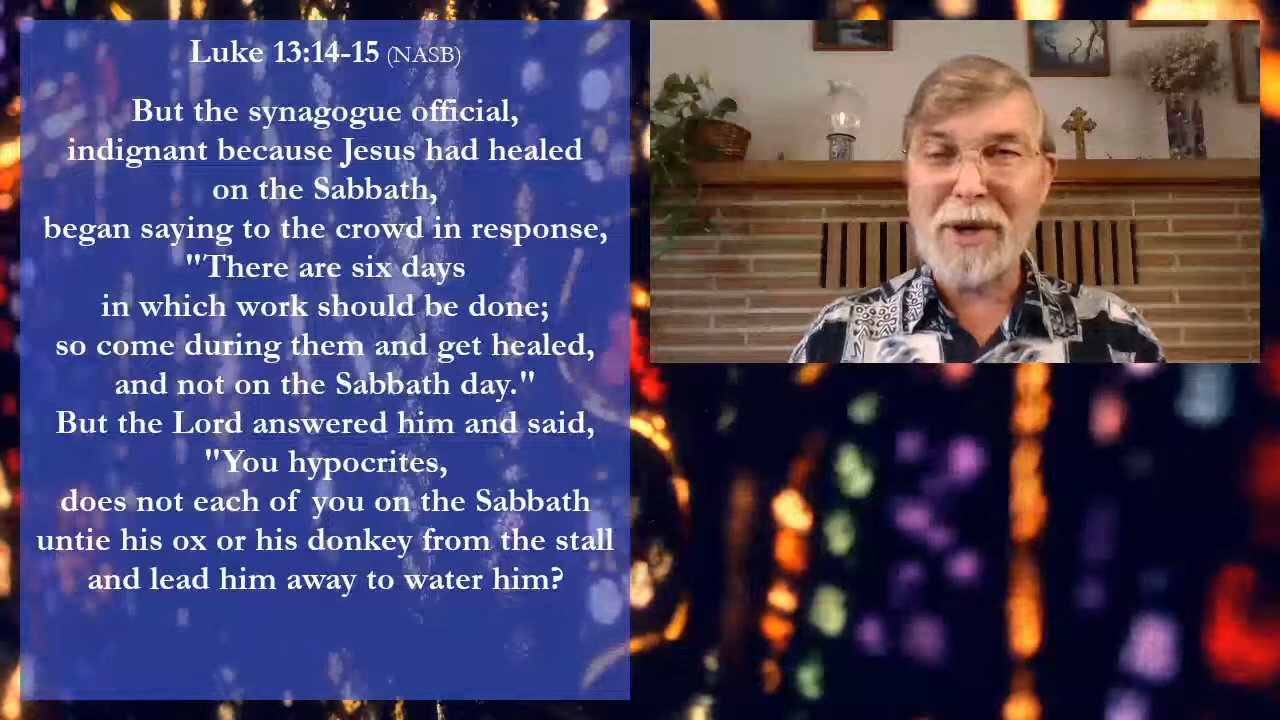 Luke 13:14-15 (NASB)
But the synagogue official,
indignant because Jesus had healed
on the Sabbath,
began saying to the crowd in response,
"There are six days
in which work should be done;
so come during them and get healed,
and not on the Sabbath day."
But the Lord answered him and said,
"You hypocrites,
does not each of you on the Sabbath
untie his ox or his donkey from the stall
and lead him away to water him?